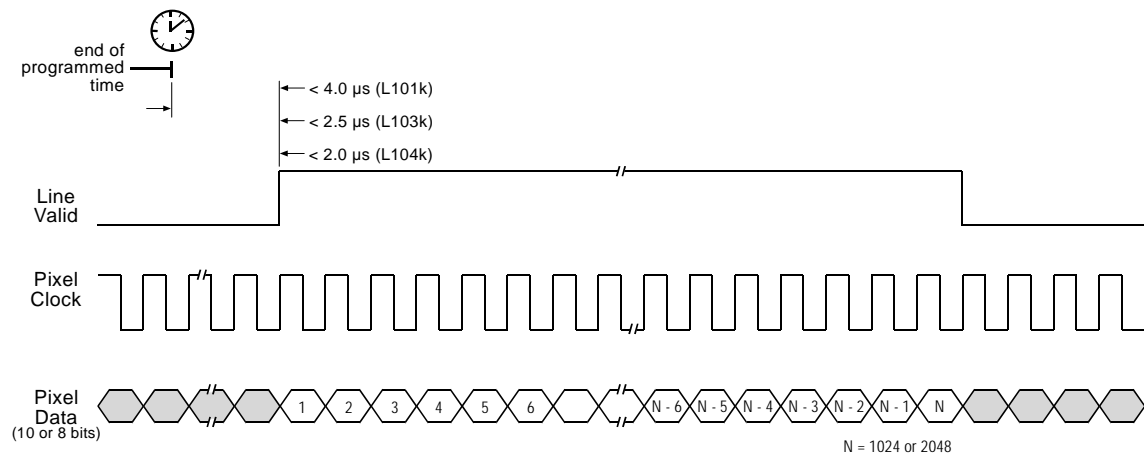 end of
programmed
time
< 4.0 µs (L101k)
< 2.5 µs (L103k)
< 2.0 µs (L104k)
Line
Valid
Pixel
Clock
Pixel
Data
(10 or 8 bits)
1 2 3 4 5 6 N - 6 N - 5 N - 4 N - 3 N - 2 N - 1 N
N = 1024 or 2048